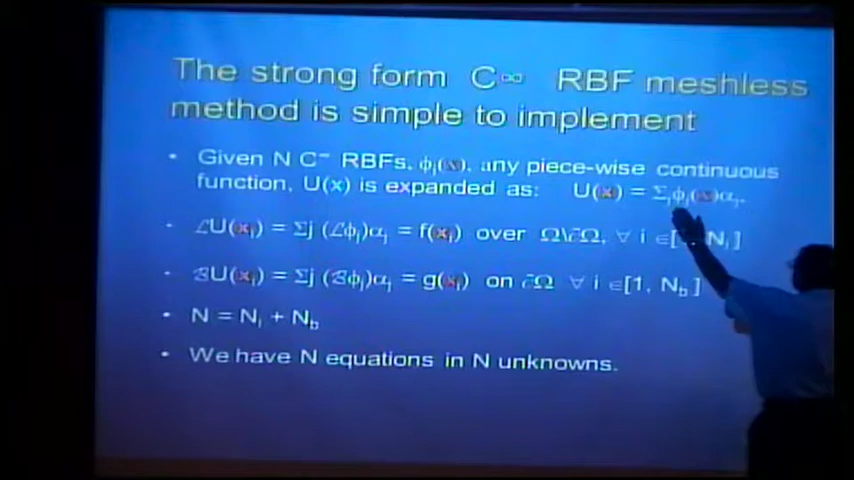 The strong form C∞ RBF meshless
method is simple to implement
• Given N C∞ RBFs, ϕj(x), any piece-wise continuous
function, U(x) is expanded as: U(x) = Σjϕj(x)αj.
• ℒU(xi) = Σj (ℒϕj)αj = f(xi) over Ω\∂Ω, ∀ i ∈[ Ni]
• ℬU(xi) = Σj (ℬϕj)αj = g(xi) on ∂Ω ∀ i ∈[1, Nb]
• N = Ni + Nb
• We have N equations in N unknowns.